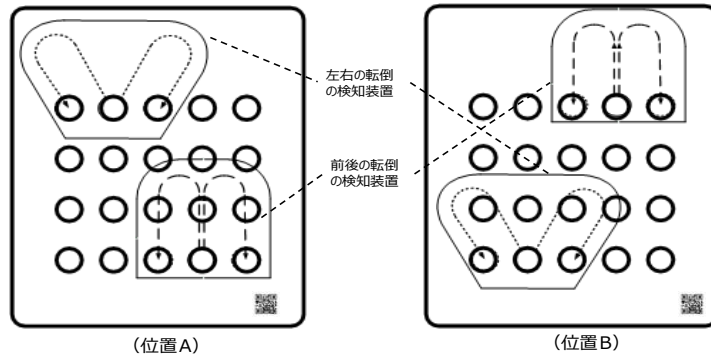 左右の転倒
の検知装置
前後の転倒
の検知装置
（位置A）
（位置B）